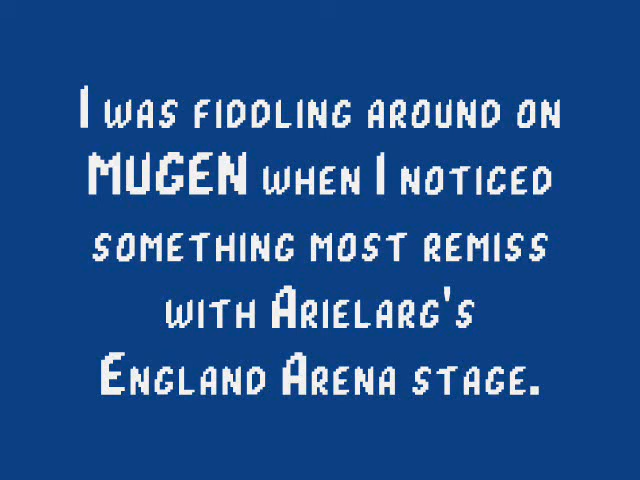 I was fiddling around on
MUGEN when I noticed
something most remiss
with Arielarg's
England Arena stage.